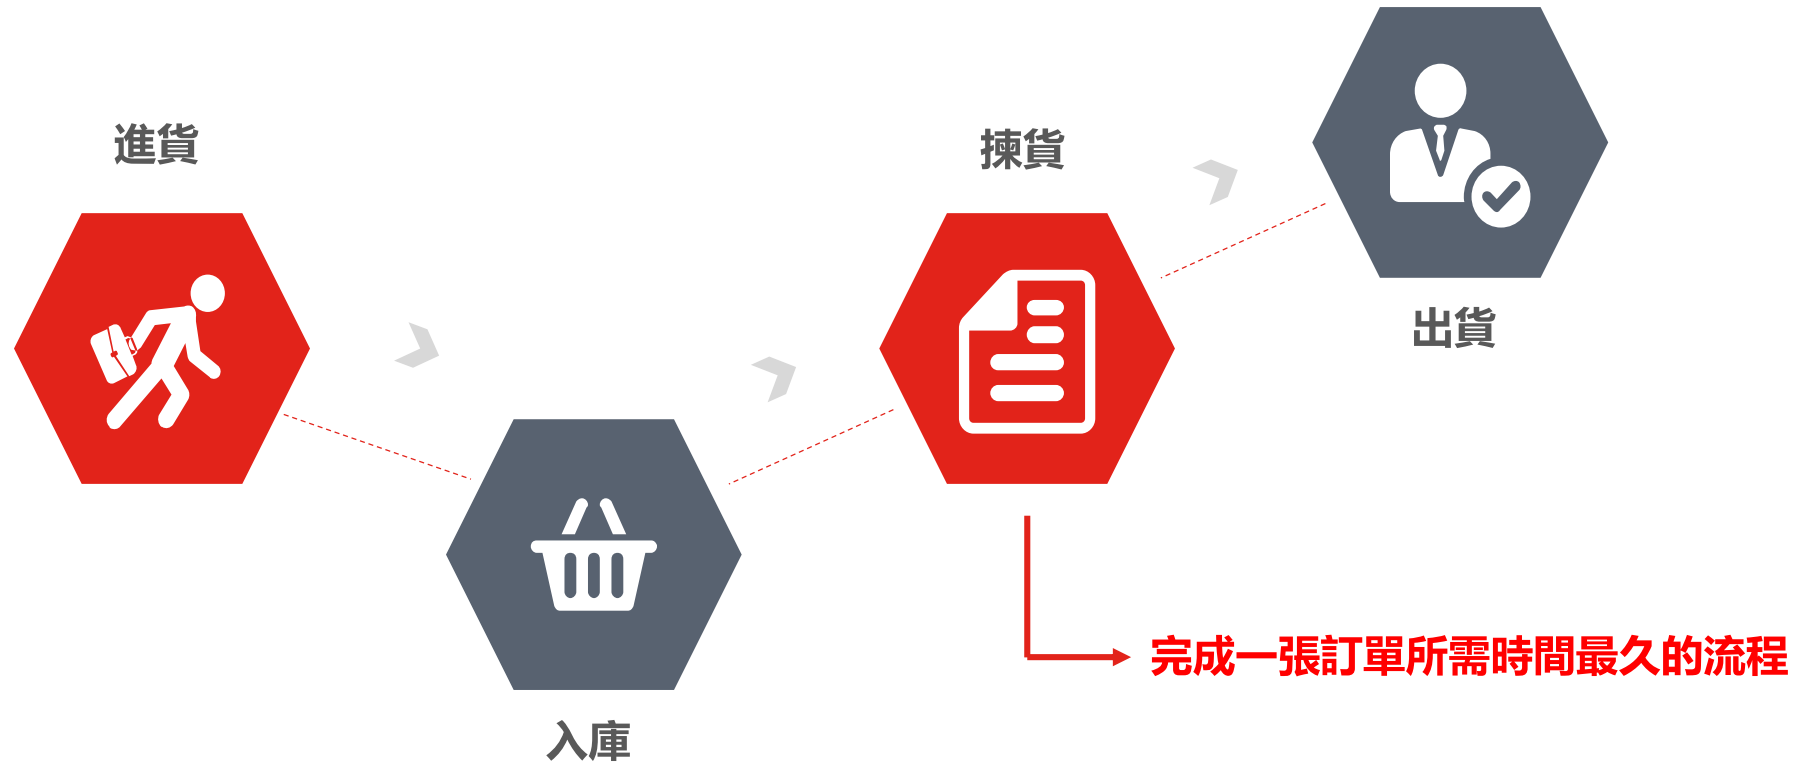 進貨
入庫
揀貨
出貨
完成一張訂單所需時間最久的流程